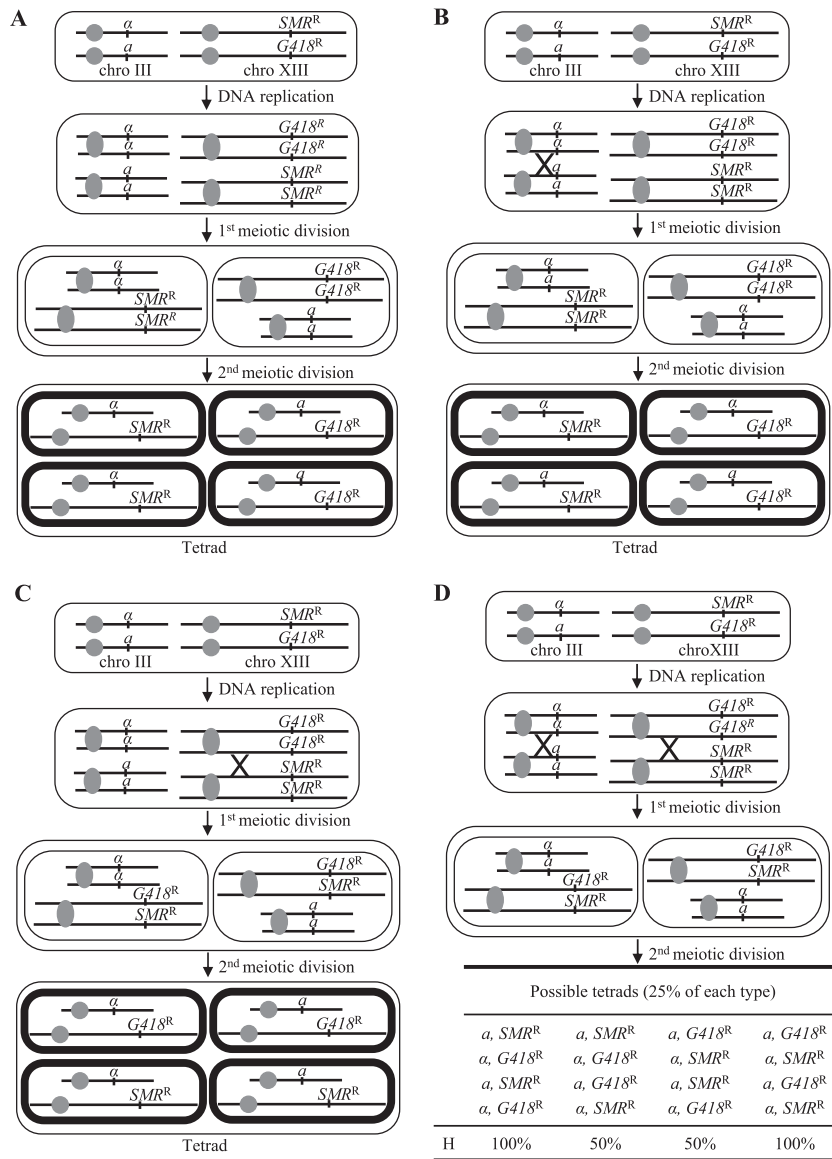 A
α SMRᴿ
a G418ᴿ
chro III chro XIII
DNA replication
α G418ᴿ
α G418ᴿ
a SMRᴿ
a SMRᴿ
1st meiotic division
α
α
SMRᴿ
SMRᴿ
G418ᴿ
G418ᴿ
a
a
2nd meiotic division
α
SMRᴿ
a
G418ᴿ
α
SMRᴿ
a
G418ᴿ
Tetrad
B
α SMRᴿ
a G418ᴿ
chro III chro XIII
DNA replication
α G418ᴿ
α G418ᴿ
a SMRᴿ
a SMRᴿ
1st meiotic division
α
a
SMRᴿ
SMRᴿ
G418ᴿ
G418ᴿ
α
a
2nd meiotic division
α
SMRᴿ
α
G418ᴿ
a
SMRᴿ
a
G418ᴿ
Tetrad
C
α SMRᴿ
a G418ᴿ
chro III chro XIII
DNA replication
α G418ᴿ
α G418ᴿ
a SMRᴿ
a SMRᴿ
1st meiotic division
α
α
G418ᴿ
SMRᴿ
G418ᴿ
SMRᴿ
a
a
2nd meiotic division
α
G418ᴿ
a
G418ᴿ
α
SMRᴿ
a
SMRᴿ
Tetrad
D
α SMRᴿ
a G418ᴿ
chro III chroXIII
DNA replication
α G418ᴿ
α G418ᴿ
a SMRᴿ
a SMRᴿ
1st meiotic division
α
a
G418ᴿ
SMRᴿ
G418ᴿ
SMRᴿ
α
a
2nd meiotic division
Possible tetrads (25% of each type)
a, SMRᴿ a, SMRᴿ a, G418ᴿ a, G418ᴿ
α, G418ᴿ α, G418ᴿ α, SMRᴿ α, SMRᴿ
a, SMRᴿ a, G418ᴿ a, SMRᴿ a, G418ᴿ
α, G418ᴿ α, SMRᴿ α, G418ᴿ α, SMRᴿ
H 100% 50% 50% 100%